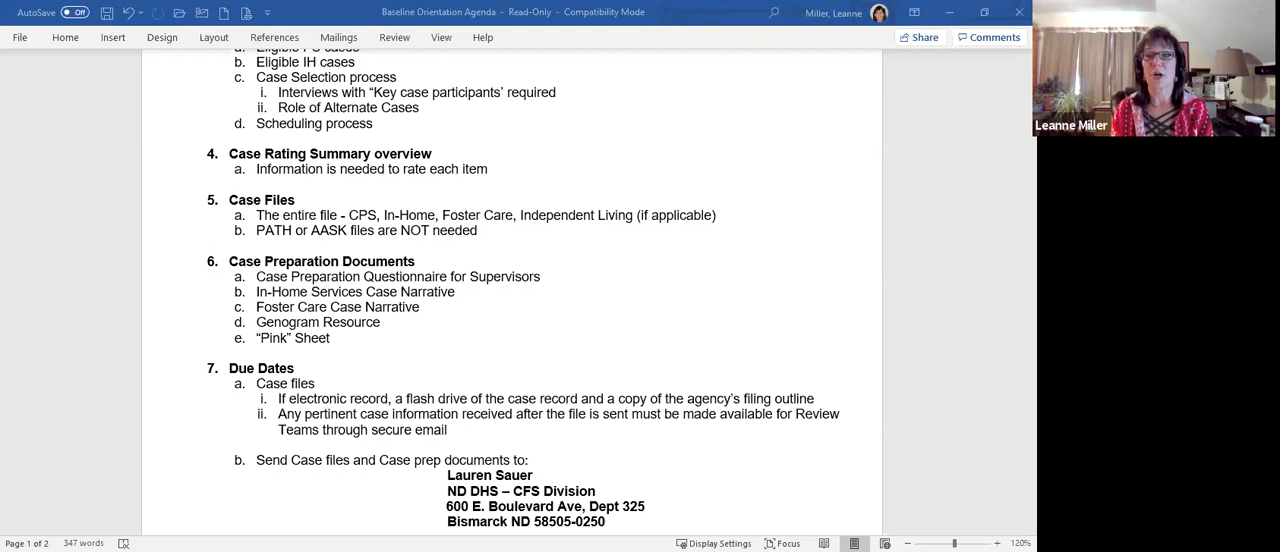 AutoSave Off
Baseline Orientation Agenda - Read-Only - Compatibility Mode
Miller, Leanne
File Home Insert Design Layout References Mailings Review View Help
Share Comments
b. Eligible IH cases
c. Case Selection process
i. Interviews with “Key case participants’ required
ii. Role of Alternate Cases
d. Scheduling process
4. Case Rating Summary overview
a. Information is needed to rate each item
5. Case Files
a. The entire file - CPS, In-Home, Foster Care, Independent Living (if applicable)
b. PATH or AASK files are NOT needed
6. Case Preparation Documents
a. Case Preparation Questionnaire for Supervisors
b. In-Home Services Case Narrative
c. Foster Care Case Narrative
d. Genogram Resource
e. “Pink” Sheet
7. Due Dates
a. Case files
i. If electronic record, a flash drive of the case record and a copy of the agency’s filing outline
ii. Any pertinent case information received after the file is sent must be made available for Review
Teams through secure email
b. Send Case files and Case prep documents to:
Lauren Sauer
ND DHS – CFS Division
600 E. Boulevard Ave, Dept 325
Bismarck ND 58505-0250
Page 1 of 2 347 words
Display Settings Focus
120%
Leanne Miller